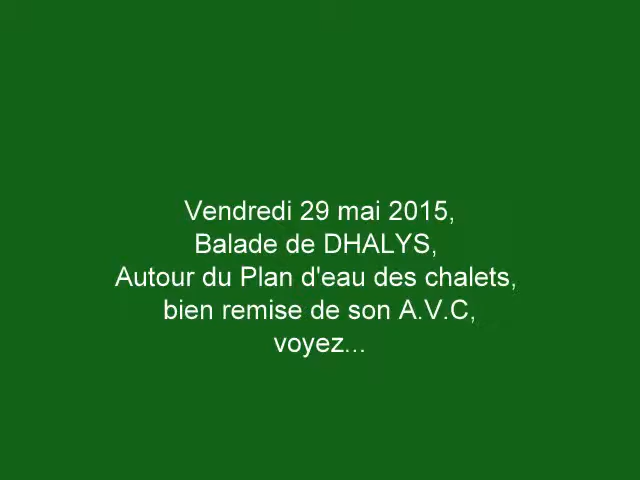 Vendredi 29 mai 2015,
Balade de DHALYS,
Autour du Plan d'eau des chalets,
bien remise de son A.V.C,
voyez...